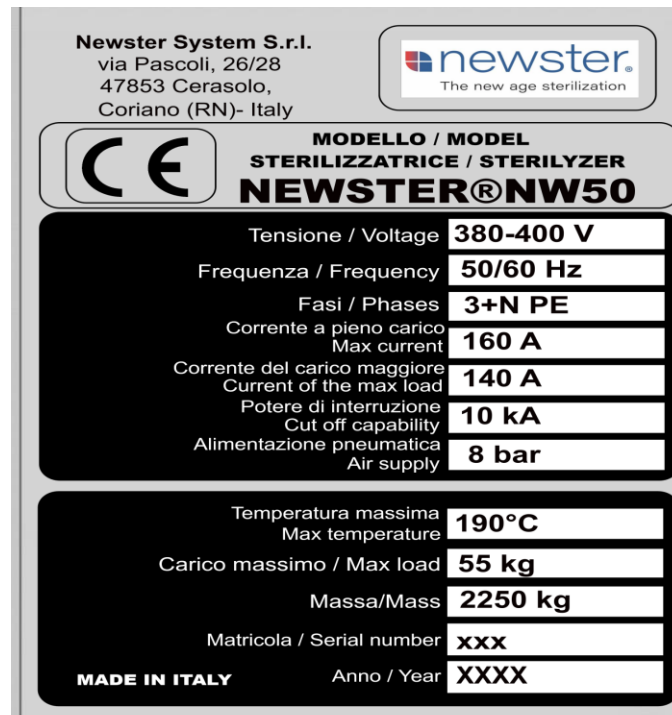 Newster System S.r.l.
via Pascoli, 26/28
47853 Cerasolo,
Coriano (RN)- Italy
newster®
The new age sterilization
CE
MODELLO / MODEL
STERILIZZATRICE / STERILYZER
NEWSTER®NW50
Tensione / Voltage 380-400 V
Frequenza / Frequency 50/60 Hz
Fasi / Phases 3+N PE
Corrente a pieno carico
Max current 160 A
Corrente del carico maggiore
Current of the max load 140 A
Potere di interruzione
Cut off capability 10 kA
Alimentazione pneumatica
Air supply 8 bar
Temperatura massima
Max temperature 190°C
Carico massimo / Max load 55 kg
Massa/Mass 2250 kg
Matricola / Serial number xxx
Anno / Year XXXX
MADE IN ITALY